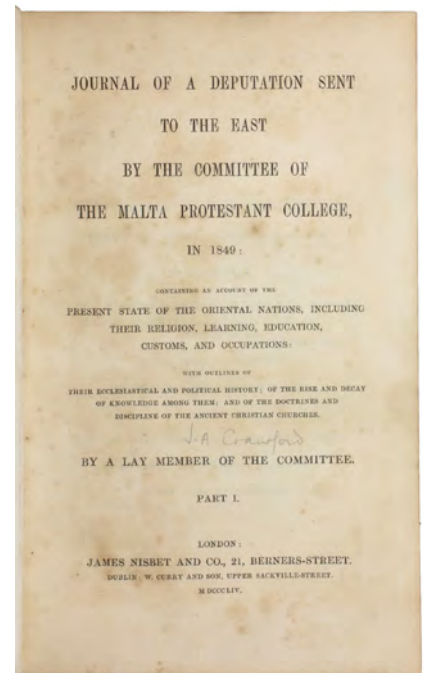 JOURNAL OF A DEPUTATION SENT
TO THE EAST
BY THE COMMITTEE OF
THE MALTA PROTESTANT COLLEGE,
IN 1849:
CONTAINING AN ACCOUNT OF THE
PRESENT STATE OF THE ORIENTAL NATIONS, INCLUDING
THEIR RELIGION, LEARNING, EDUCATION,
CUSTOMS, AND OCCUPATIONS:
WITH OUTLINES OF
THEIR ECCLESIASTICAL AND POLITICAL HISTORY; OF THE RISE AND DECAY
OF KNOWLEDGE AMONG THEM; AND OF THE DOCTRINES AND
DISCIPLINE OF THE ANCIENT CHRISTIAN CHURCHES.
J. A Crawford
BY A LAY MEMBER OF THE COMMITTEE.
PART I.
LONDON:
JAMES NISBET AND CO., 21, BERNERS-STREET.
DUBLIN: W. CURRY AND SON, UPPER SACKVILLE-STREET.
M DCCCLIV.